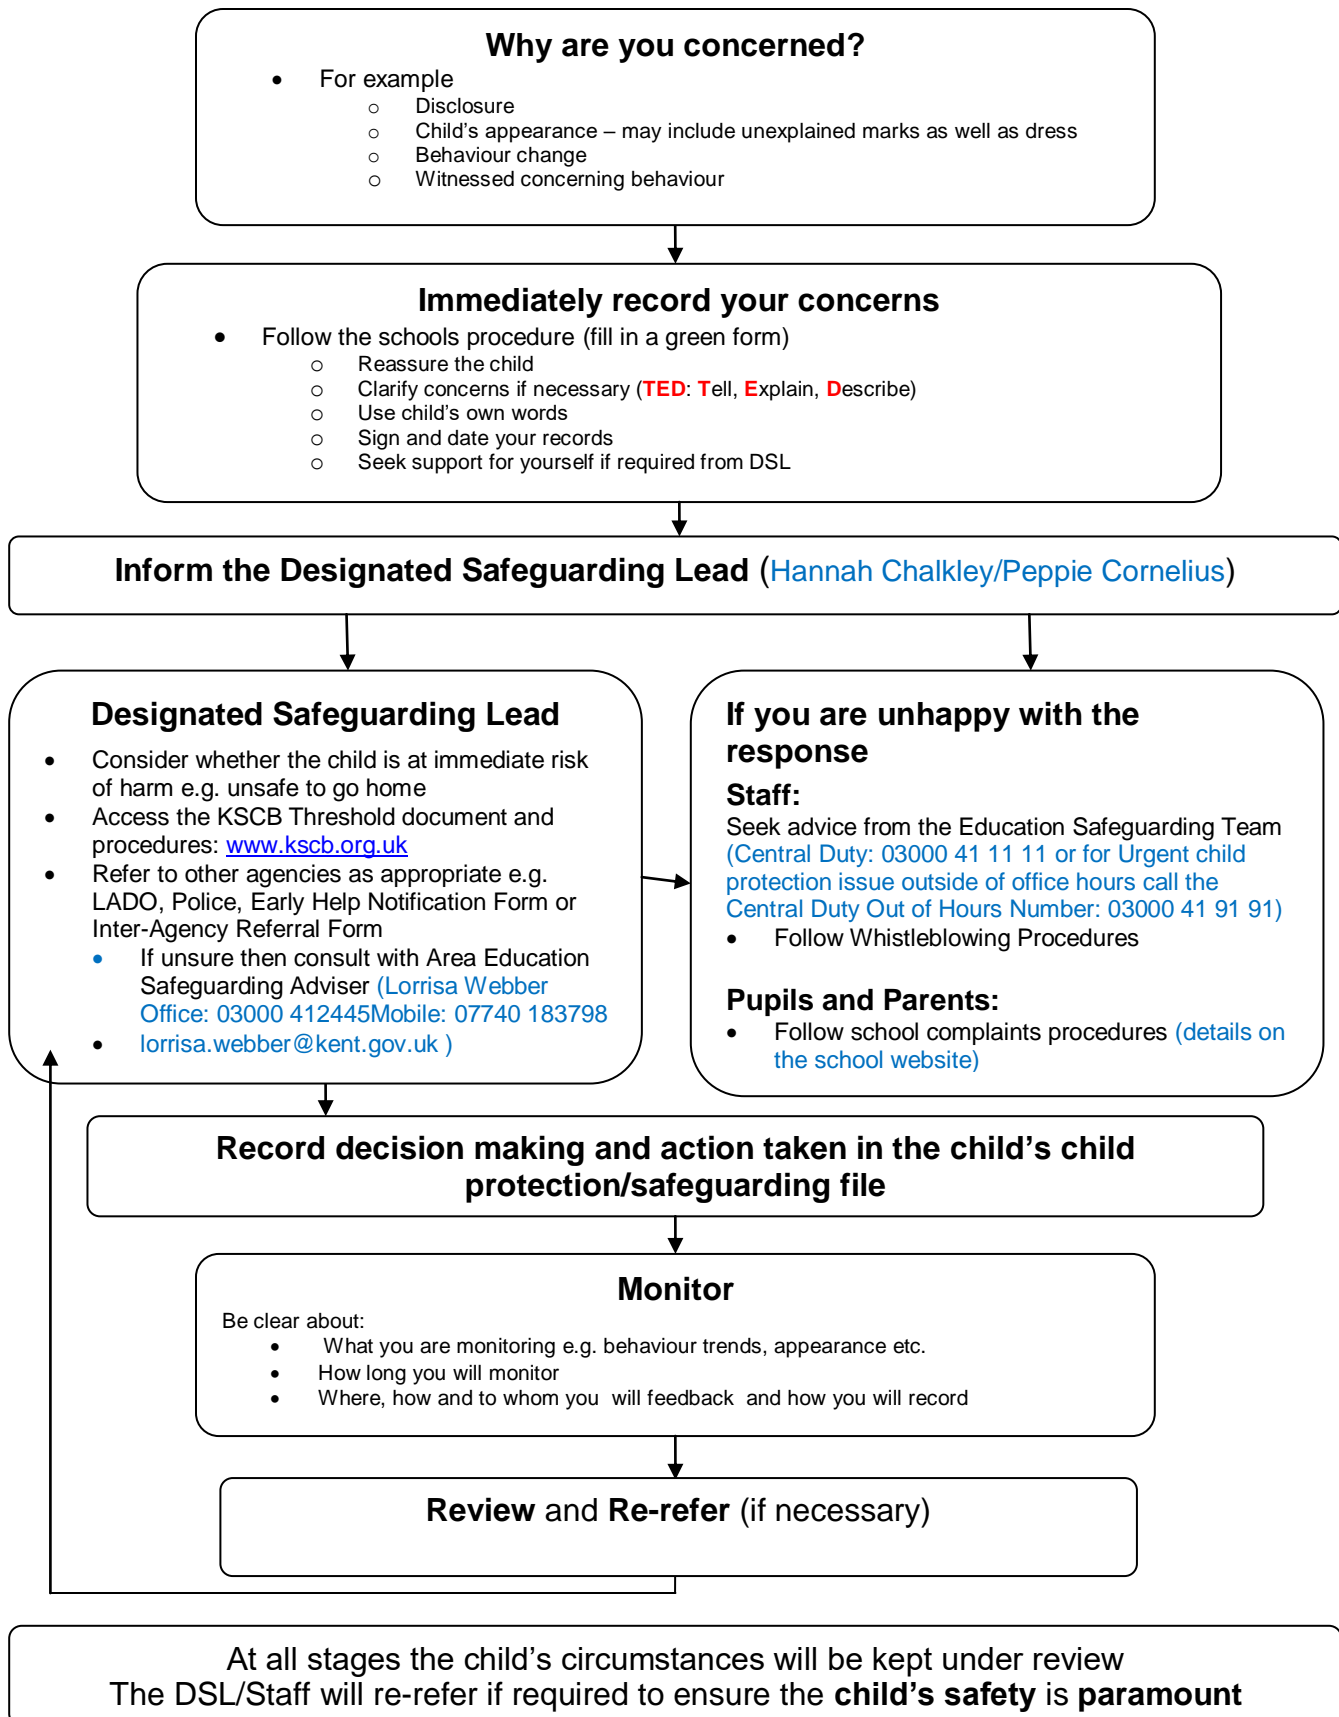 Why are you concerned?
• For example
o Disclosure
o Child’s appearance – may include unexplained marks as well as dress
o Behaviour change
o Witnessed concerning behaviour
Immediately record your concerns
• Follow the schools procedure (fill in a green form)
o Reassure the child
o Clarify concerns if necessary (TED: Tell, Explain, Describe)
o Use child’s own words
o Sign and date your records
o Seek support for yourself if required from DSL
Inform the Designated Safeguarding Lead (Hannah Chalkley/Peppie Cornelius)
Designated Safeguarding Lead
• Consider whether the child is at immediate risk
of harm e.g. unsafe to go home
• Access the KSCB Threshold document and
procedures: www.kscb.org.uk
• Refer to other agencies as appropriate e.g.
LADO, Police, Early Help Notification Form or
Inter-Agency Referral Form
• If unsure then consult with Area Education
Safeguarding Adviser (Lorrisa Webber
Office: 03000 412445Mobile: 07740 183798
• lorrisa.webber@kent.gov.uk )
If you are unhappy with the
response
Staff:
Seek advice from the Education Safeguarding Team
(Central Duty: 03000 41 11 11 or for Urgent child
protection issue outside of office hours call the
Central Duty Out of Hours Number: 03000 41 91 91)
• Follow Whistleblowing Procedures
Pupils and Parents:
• Follow school complaints procedures (details on
the school website)
Record decision making and action taken in the child’s child
protection/safeguarding file
Monitor
Be clear about:
• What you are monitoring e.g. behaviour trends, appearance etc.
• How long you will monitor
• Where, how and to whom you will feedback and how you will record
Review and Re-refer (if necessary)
At all stages the child’s circumstances will be kept under review
The DSL/Staff will re-refer if required to ensure the child’s safety is paramount